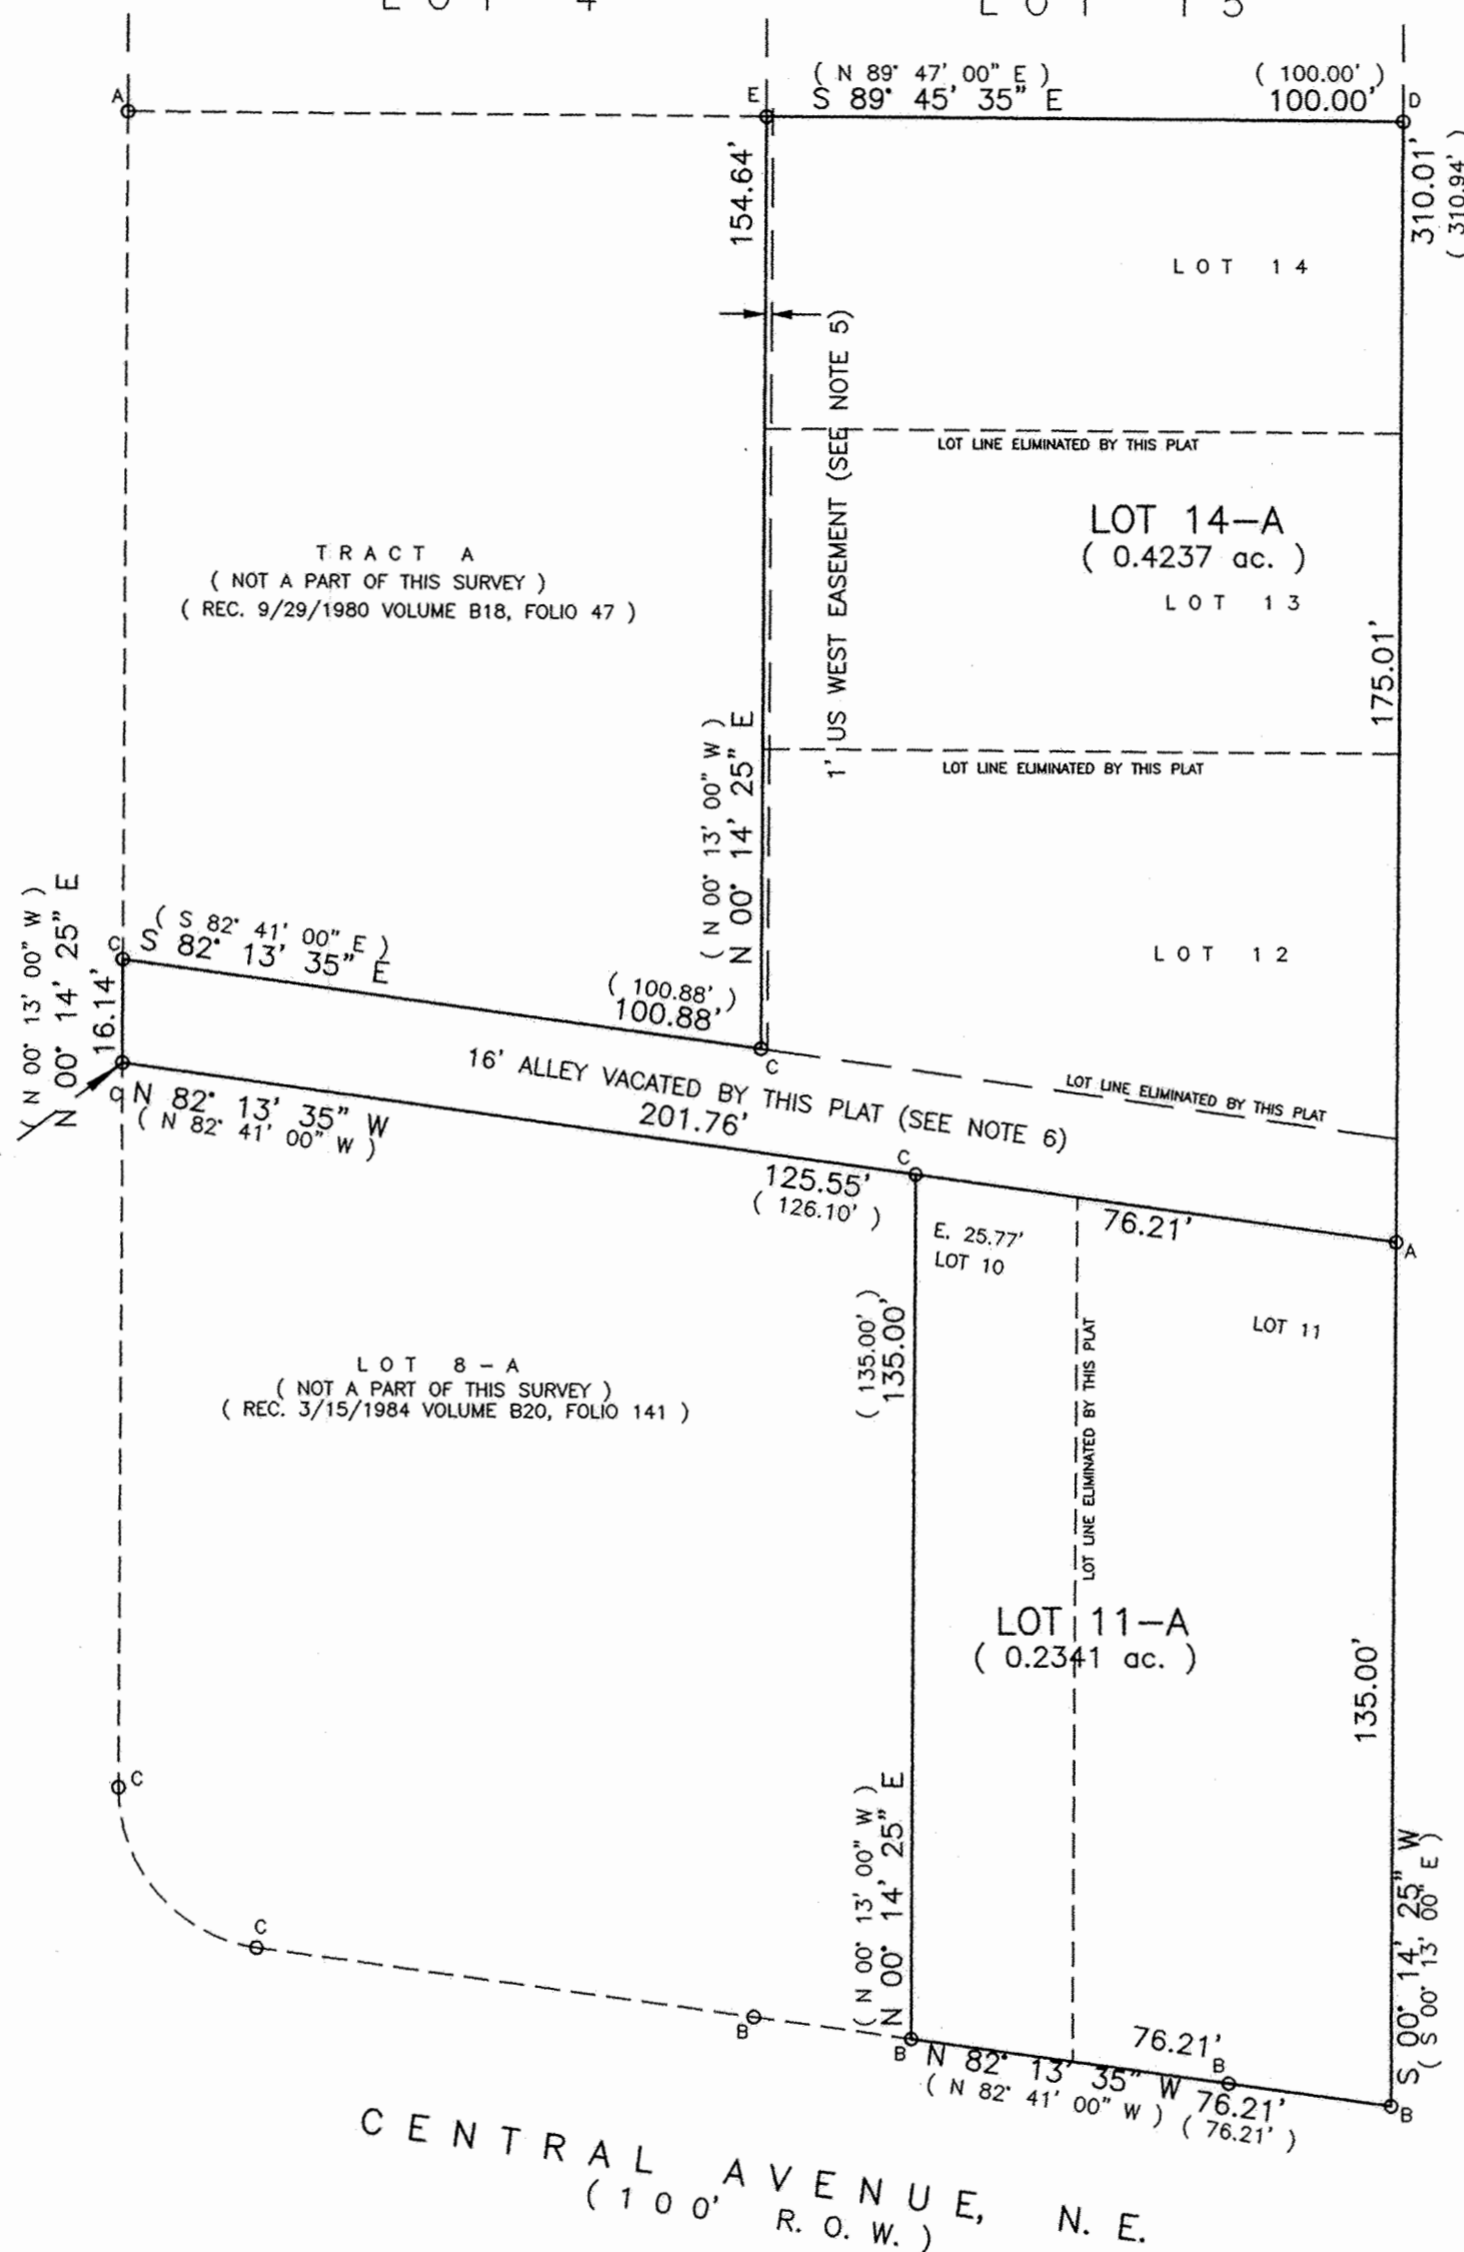 LOT 4
LOT 15
A
E
( N 89° 47' 00" E )
( 100.00' )
S 89° 45' 35" E
100.00'
D
154.64'
310.01'
( 310.94' )
LOT 14
1' US WEST EASEMENT (SEE NOTE 5)
LOT LINE ELIMINATED BY THIS PLAT
LOT 14-A
( 0.4237 ac. )
LOT 13
TRACT A
( NOT A PART OF THIS SURVEY )
( REC. 9/29/1980 VOLUME B18, FOLIO 47 )
175.01'
( N 00° 13' 00" W )
N 00° 14' 25" E
LOT LINE ELIMINATED BY THIS PLAT
LOT 12
( N 00° 13' 00" W )
N 00° 14' 25" E
16.14'
C
( S 82° 41' 00" E )
S 82° 13' 35" E
( 100.88' )
100.88'
C
LOT LINE ELIMINATED BY THIS PLAT
16' ALLEY VACATED BY THIS PLAT (SEE NOTE 6)
C
N 82° 13' 35" W
( N 82° 41' 00" W )
201.76'
C
125.55'
( 126.10' )
76.21'
A
E. 25.77'
LOT 10
LOT 11
( 135.00' )
135.00'
LOT LINE ELIMINATED BY THIS PLAT
LOT 8-A
( NOT A PART OF THIS SURVEY )
( REC. 3/15/1984 VOLUME B20, FOLIO 141 )
LOT 11-A
( 0.2341 ac. )
135.00'
C
( N 00° 13' 00" W )
N 00° 14' 25" E
S 00° 14' 25" W
( S 00° 13' 00" E )
C
B
B
76.21'
B
N 82° 13' 35" W 76.21'
( N 82° 41' 00" W ) ( 76.21' )
B
CENTRAL AVENUE, N.E.
( 100' R.O.W. )